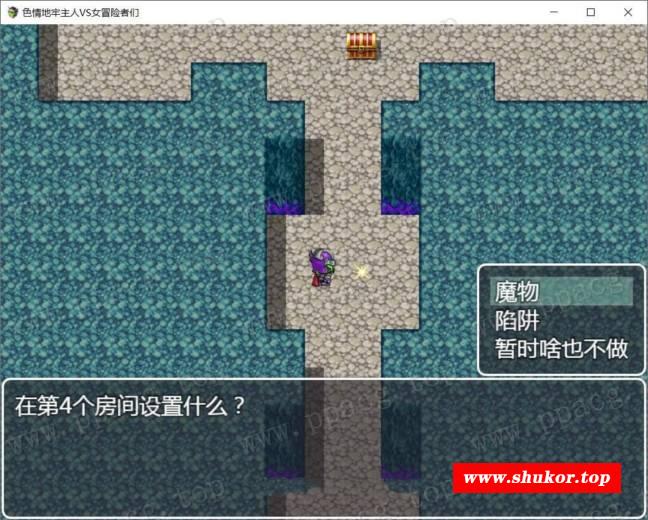 色情地牢主人VS女冒险者们
魔物
陷阱
暂时啥也不做
在第4个房间设置什么？
www.shukor.top